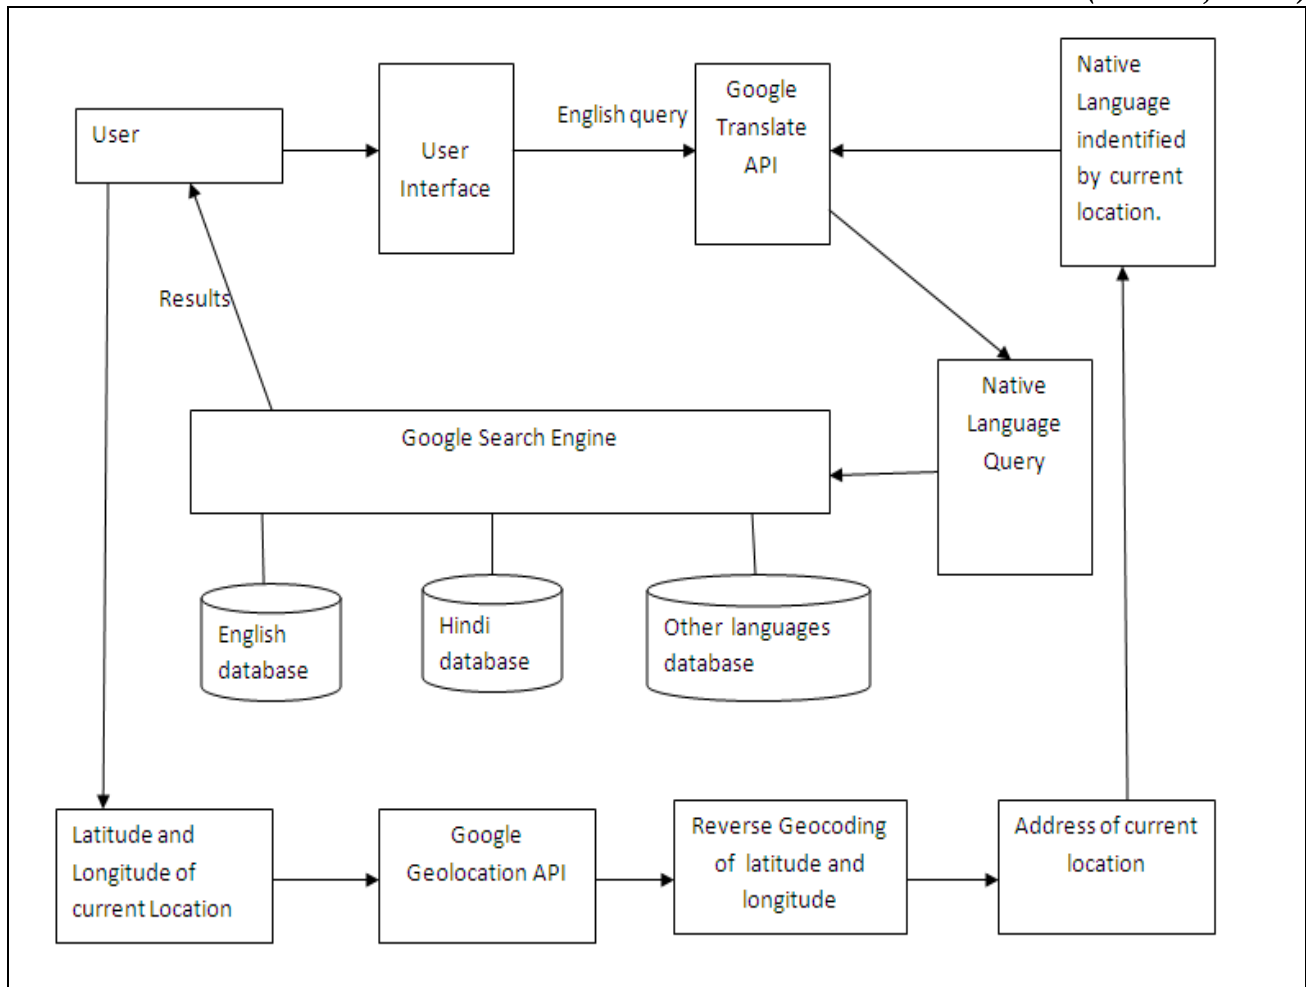 User
User
Interface
English query
Google
Translate
API
Native
Language
indentified
by current
location.
Results
Native
Language
Query
Google Search Engine
English
database
Hindi
database
Other languages
database
Latitude and
Longitude of
current Location
Google
Geolocation API
Reverse Geocoding
of latitude and
longitude
Address of current
location